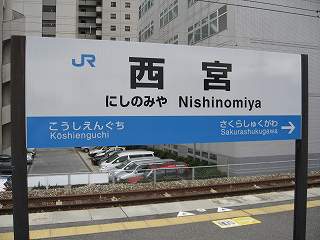 JR 西宮
にしのみや Nishinomiya
こうしえんぐち さくらしゅくがわ
Kōshienguchi Sakurashukugawa